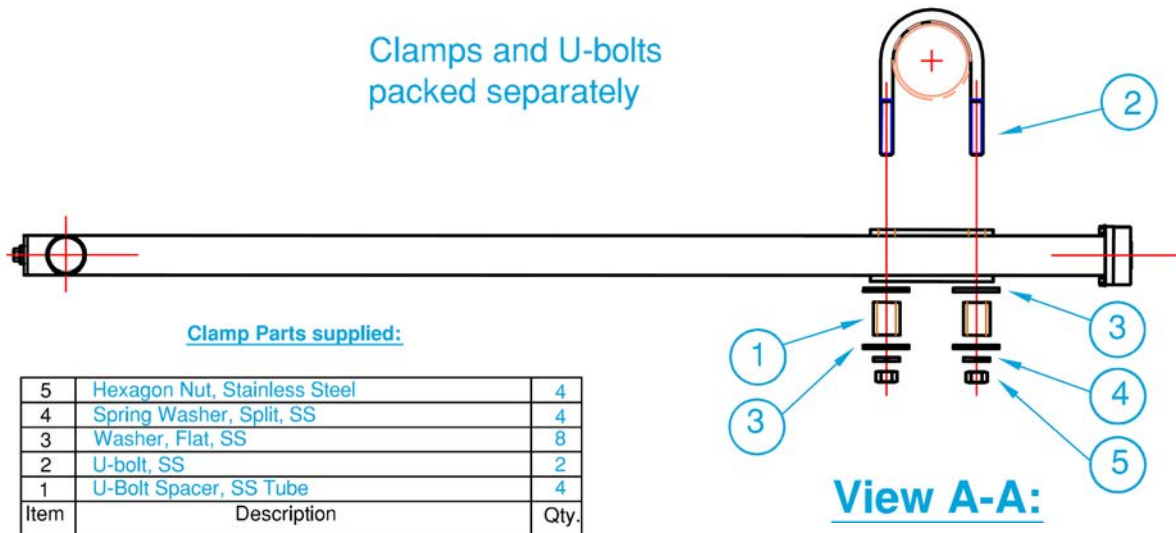 Clamps and U-bolts
packed separately
2
3
1
3
4
5
Clamp Parts supplied:
5 Hexagon Nut, Stainless Steel 4
4 Spring Washer, Split, SS 4
3 Washer, Flat, SS 8
2 U-bolt, SS 2
1 U-Bolt Spacer, SS Tube 4
Item Description Qty.
View A-A: